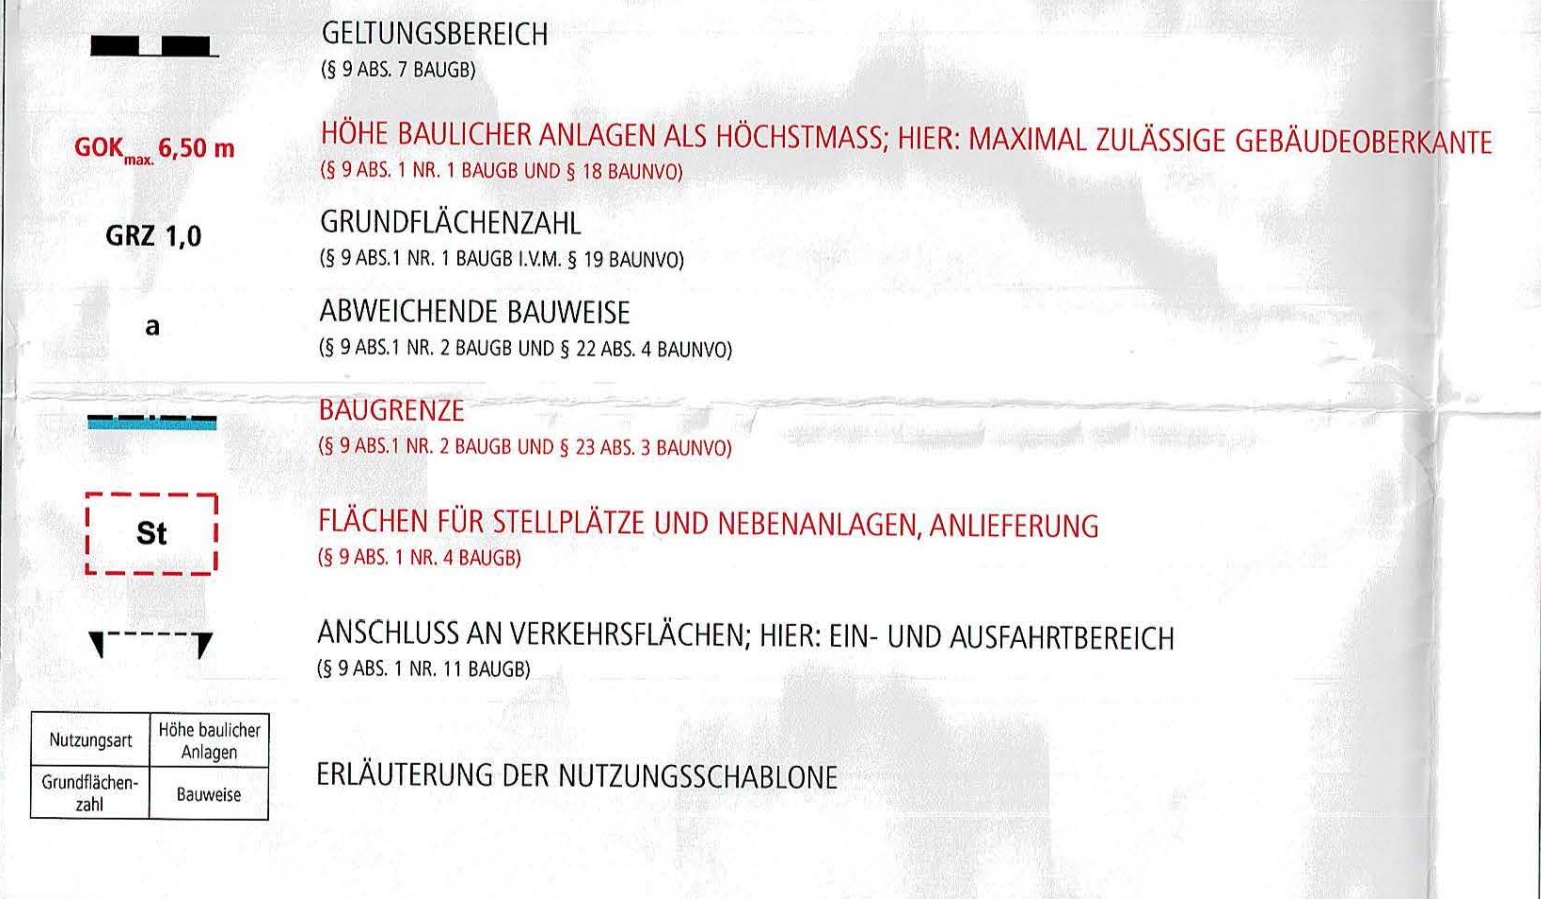 GELTUNGSBEREICH
(§ 9 ABS. 7 BAUGB)
GOKmax. 6,50 m
HÖHE BAULICHER ANLAGEN ALS HÖCHSTMASS; HIER: MAXIMAL ZULÄSSIGE GEBÄUDEOBERKANTE
(§ 9 ABS. 1 NR. 1 BAUGB UND § 18 BAUNVO)
GRZ 1,0
GRUNDFLÄCHENZAHL
(§ 9 ABS.1 NR. 1 BAUGB I.V.M. § 19 BAUNVO)
a
ABWEICHENDE BAUWEISE
(§ 9 ABS.1 NR. 2 BAUGB UND § 22 ABS. 4 BAUNVO)
BAUGRENZE
(§ 9 ABS.1 NR. 2 BAUGB UND § 23 ABS. 3 BAUNVO)
St
FLÄCHEN FÜR STELLPLÄTZE UND NEBENANLAGEN, ANLIEFERUNG
(§ 9 ABS. 1 NR. 4 BAUGB)
ANSCHLUSS AN VERKEHRSFLÄCHEN; HIER: EIN- UND AUSFAHRTBEREICH
(§ 9 ABS. 1 NR. 11 BAUGB)
Nutzungsart
Höhe baulicher
Anlagen
Grundflächen-
zahl
Bauweise
ERLÄUTERUNG DER NUTZUNGSSCHABLONE